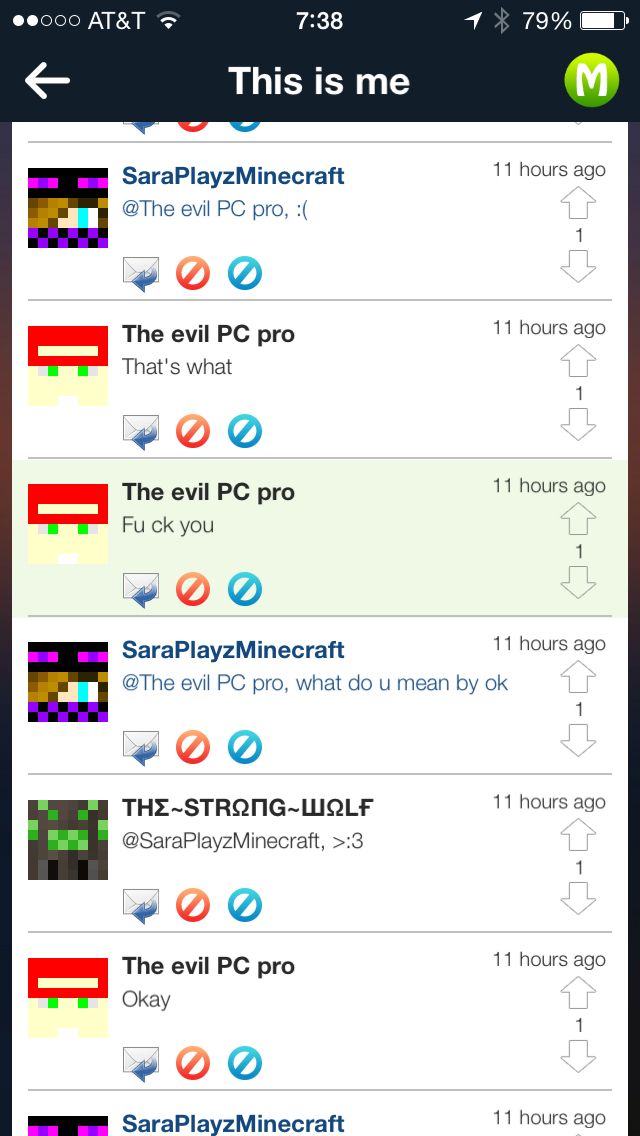 AT&T 7:38 79%
This is me M
SaraPlayzMinecraft 11 hours ago
@The evil PC pro, :(
1
The evil PC pro 11 hours ago
That's what
1
The evil PC pro 11 hours ago
Fu ck you
1
SaraPlayzMinecraft 11 hours ago
@The evil PC pro, what do u mean by ok
1
THΣ~STRΩΠG~ШΩLҒ 11 hours ago
@SaraPlayzMinecraft, >:3
1
The evil PC pro 11 hours ago
Okay
1
SaraPlayzMinecraft 11 hours ago